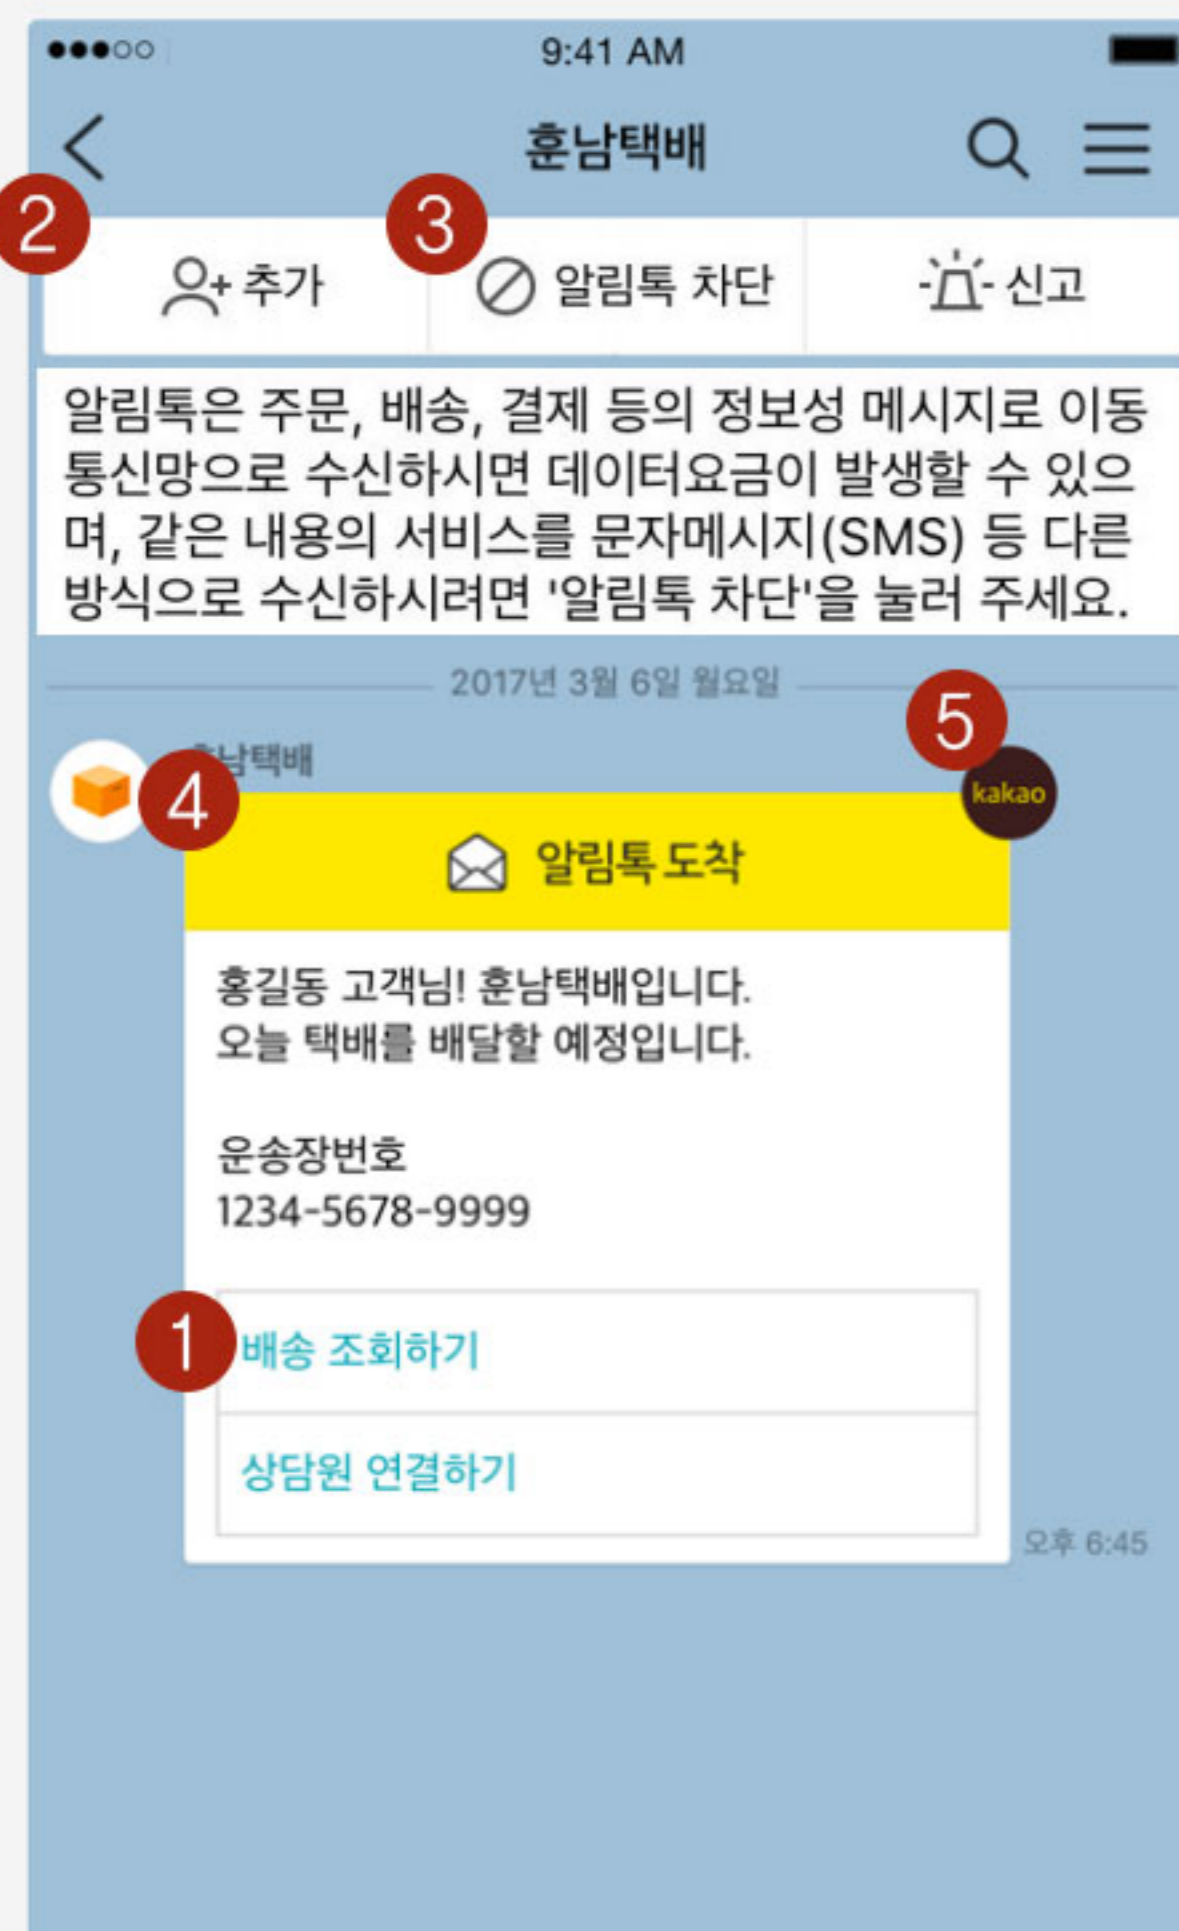 9:41 AM
훈남택배
2
3
추가
알림톡 차단
신고
알림톡은 주문, 배송, 결제 등의 정보성 메시지로 이동
통신망으로 수신하시면 데이터요금이 발생할 수 있으
며, 같은 내용의 서비스를 문자메시지(SMS) 등 다른
방식으로 수신하시려면 '알림톡 차단'을 눌러 주세요.
2017년 3월 6일 월요일
5
남택배
4
kakao
알림톡 도착
홍길동 고객님! 훈남택배입니다.
오늘 택배를 배달할 예정입니다.
운송장번호
1234-5678-9999
1
배송 조회하기
상담원 연결하기
오후 6:45